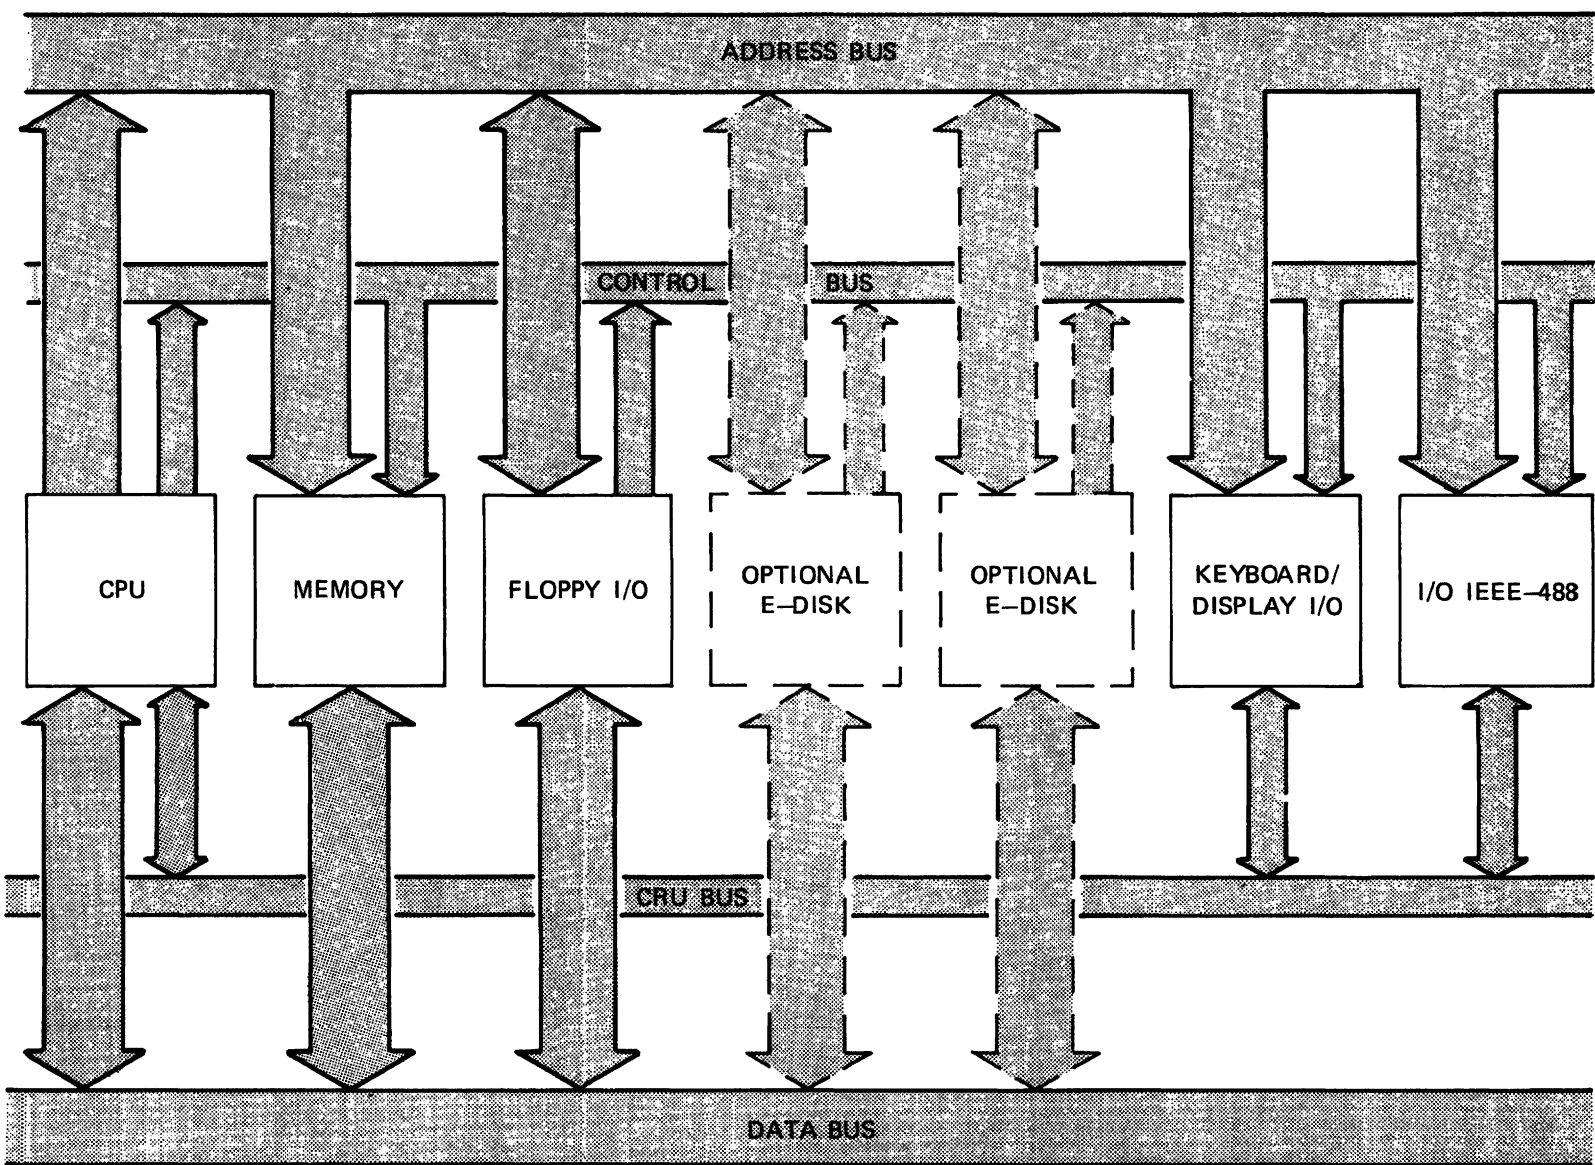 ADDRESS BUS
CONTROL BUS
CPU
MEMORY
FLOPPY I/O
OPTIONAL
E–DISK
OPTIONAL
E–DISK
KEYBOARD/
DISPLAY I/O
I/O IEEE–488
CRU BUS
DATA BUS